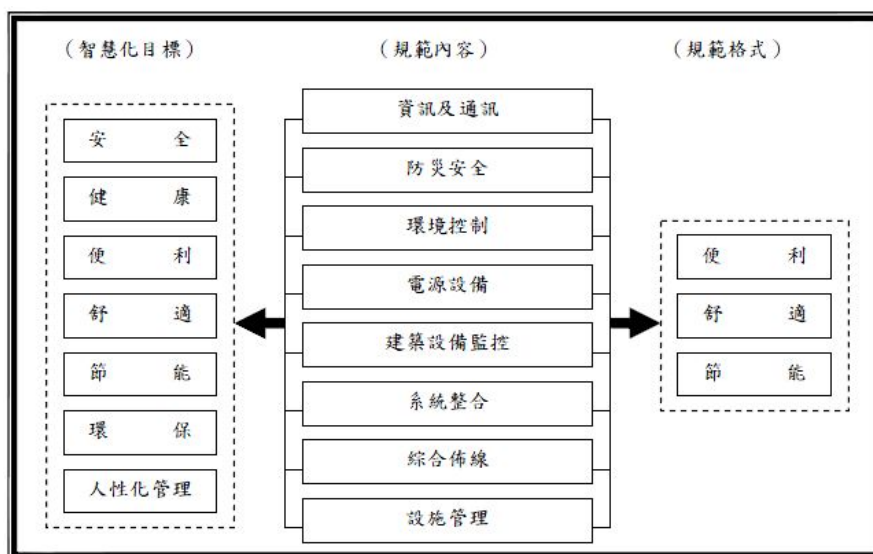 （智慧化目標）
安全
健康
便利
舒適
節能
環保
人性化管理
（規範內容）
資訊及通訊
防災安全
環境控制
電源設備
建築設備監控
系統整合
綜合佈線
設施管理
（規範格式）
便利
舒適
節能